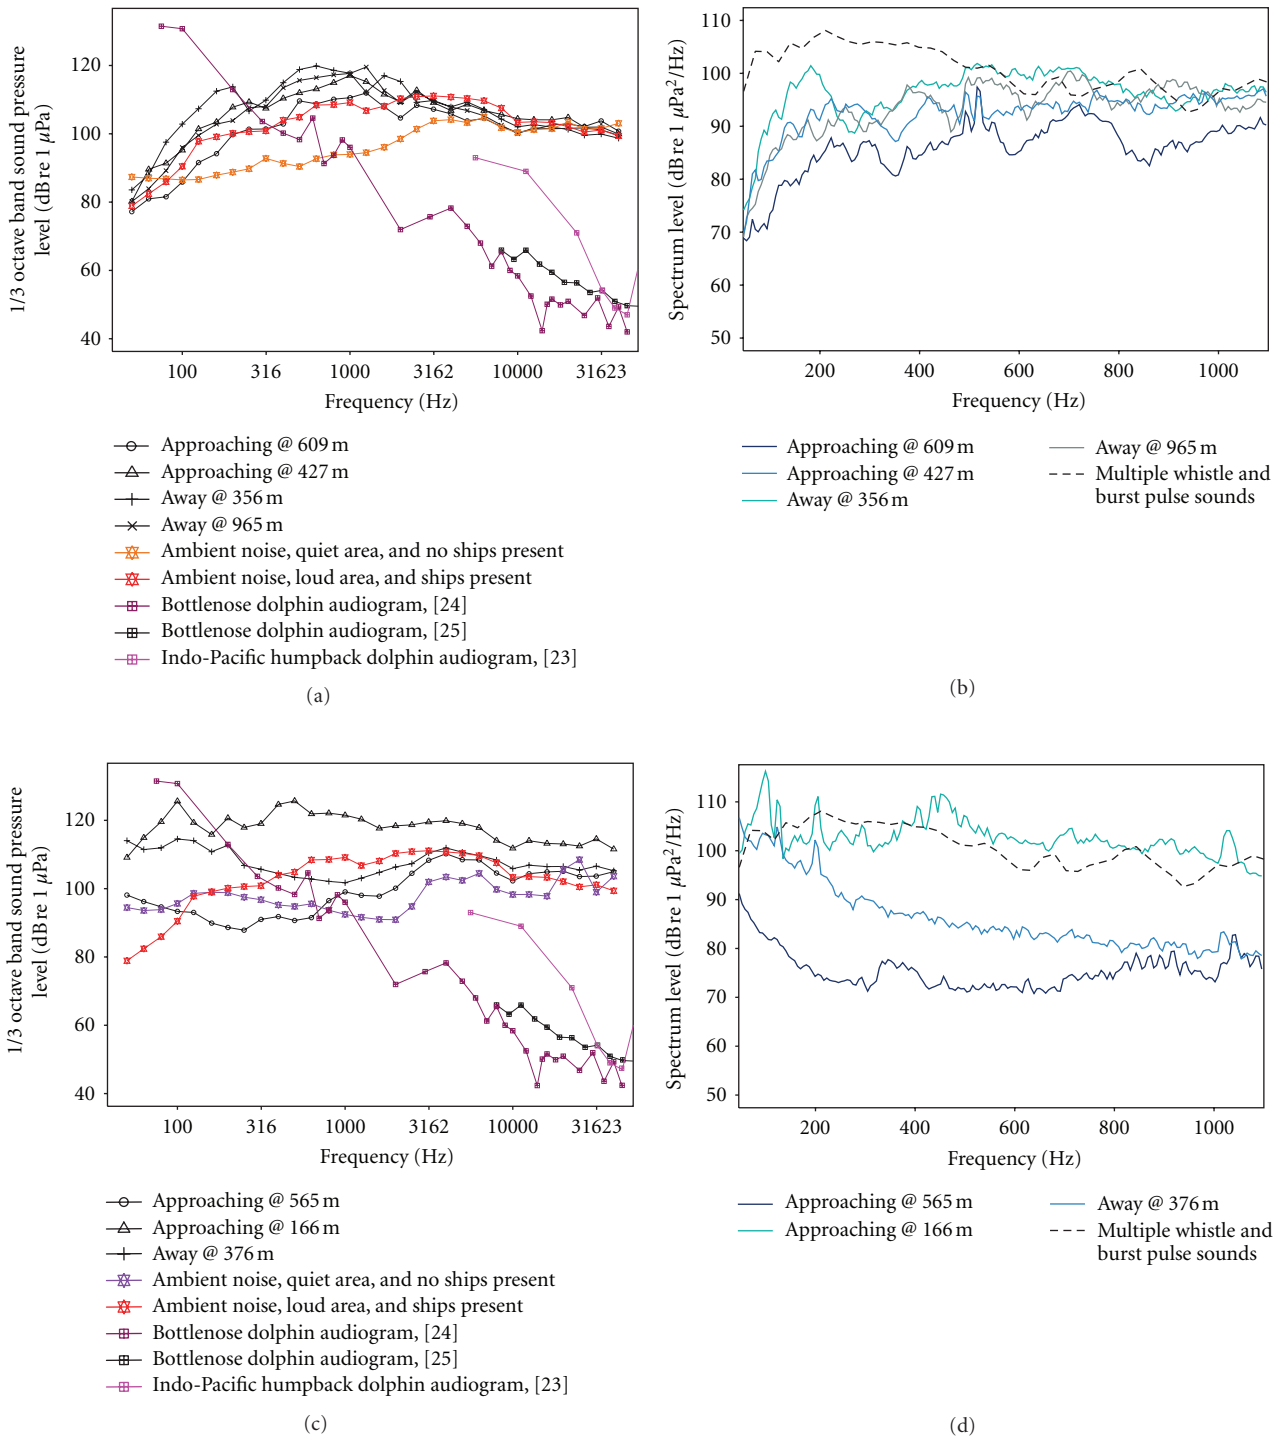 1/3 octave band sound pressure
level (dB re 1 μPa)
120
100
80
60
40
100 316 1000 3162 10000 31623
Frequency (Hz)
Approaching @ 609 m
Approaching @ 427 m
Away @ 356 m
Away @ 965 m
Ambient noise, quiet area, and no ships present
Ambient noise, loud area, and ships present
Bottlenose dolphin audiogram, [24]
Bottlenose dolphin audiogram, [25]
Indo-Pacific humpback dolphin audiogram, [23]
(a)
Spectrum level (dB re 1 μPa²/Hz)
110
100
90
80
70
60
50
200 400 600 800 1000
Frequency (Hz)
Approaching @ 609 m
Approaching @ 427 m
Away @ 356 m
Away @ 965 m
Multiple whistle and
burst pulse sounds
(b)
1/3 octave band sound pressure
level (dB re 1 μPa)
120
100
80
60
40
100 316 1000 3162 10000 31623
Frequency (Hz)
Approaching @ 565 m
Approaching @ 166 m
Away @ 376 m
Ambient noise, quiet area, and no ships present
Ambient noise, loud area, and ships present
Bottlenose dolphin audiogram, [24]
Bottlenose dolphin audiogram, [25]
Indo-Pacific humpback dolphin audiogram, [23]
(c)
Spectrum level (dB re 1 μPa²/Hz)
110
100
90
80
70
60
50
200 400 600 800 1000
Frequency (Hz)
Approaching @ 565 m
Approaching @ 166 m
Away @ 376 m
Multiple whistle and
burst pulse sounds
(d)